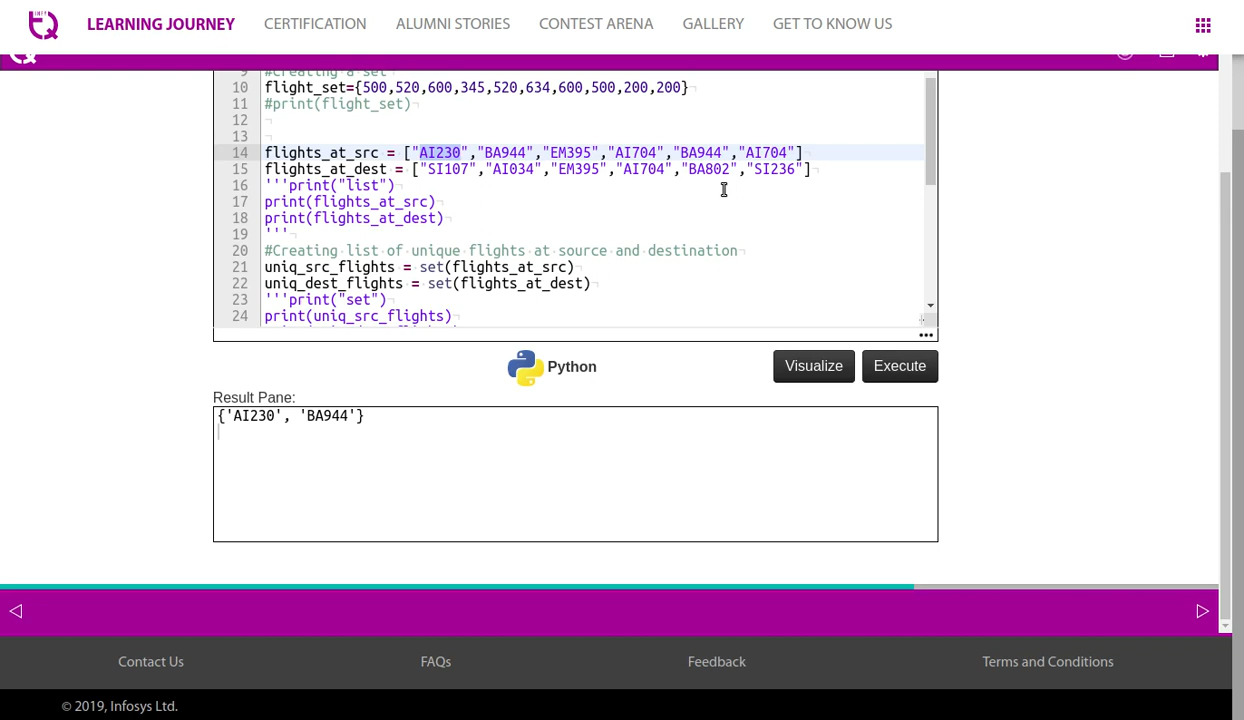 LEARNING JOURNEY CERTIFICATION ALUMNI STORIES CONTEST ARENA GALLERY GET TO KNOW US
9 #Creating a set
10 flight_set={500,520,600,345,520,634,600,500,200,200}
11 #print(flight_set)
12
13
14 flights_at_src = ["AI230","BA944","EM395","AI704","BA944","AI704"]
15 flights_at_dest = ["SI107","AI034","EM395","AI704","BA802","SI236"]
16 '''print("list")
17 print(flights_at_src)
18 print(flights_at_dest)
19 '''
20 #Creating list of unique flights at source and destination
21 uniq_src_flights = set(flights_at_src)
22 uniq_dest_flights = set(flights_at_dest)
23 '''print("set")
24 print(uniq_src_flights)
Python Visualize Execute
Result Pane:
{'AI230', 'BA944'}
Contact Us FAQs Feedback Terms and Conditions
© 2019, Infosys Ltd.